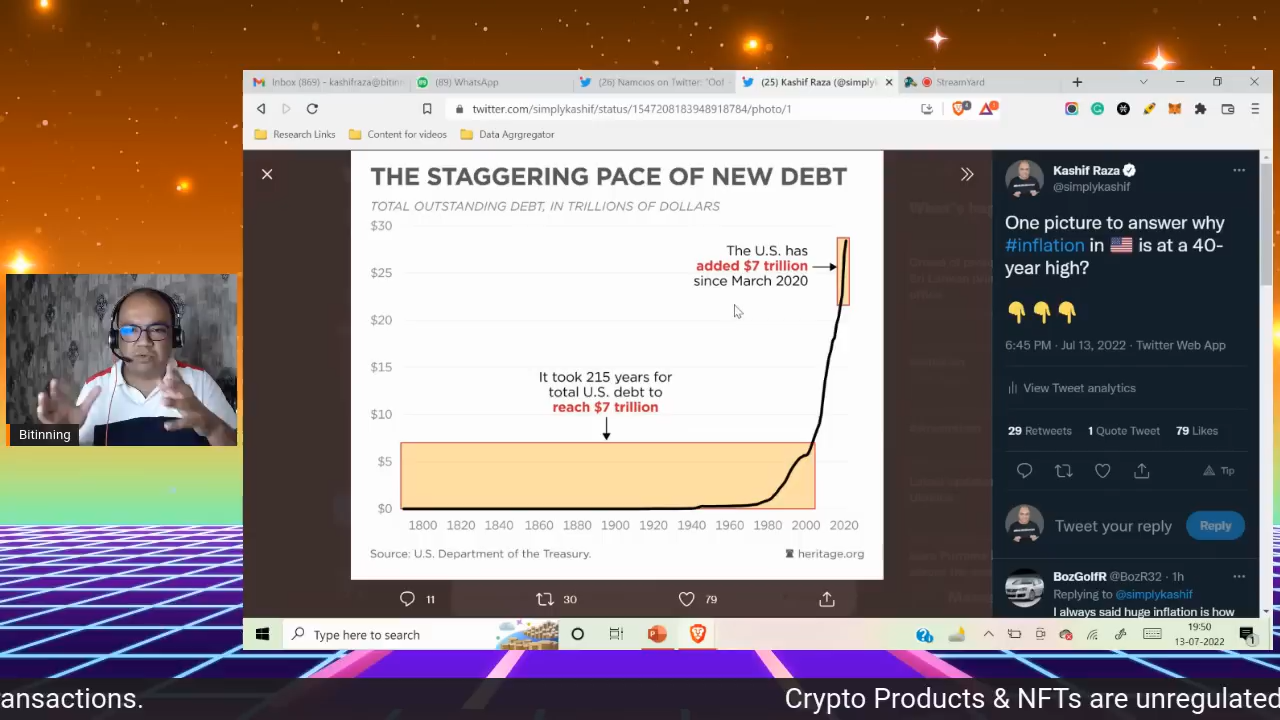 Inbox (869) - kashifraza@bitinn
(89) WhatsApp
(26) Namcios on Twitter: "Oof
(25) Kashif Raza (@simply
StreamYard
twitter.com/simplykashif/status/1547208183948918784/photo/1
Research Links
Content for videos
Data Agrgregator
THE STAGGERING PACE OF NEW DEBT
TOTAL OUTSTANDING DEBT, IN TRILLIONS OF DOLLARS
$30
$25
$20
$15
$10
$5
$0
The U.S. has
added $7 trillion
since March 2020
It took 215 years for
total U.S. debt to
reach $7 trillion
1800 1820 1840 1860 1880 1900 1920 1940 1960 1980 2000 2020
Source: U.S. Department of the Treasury.
heritage.org
11
30
79
Kashif Raza
@simplykashif
One picture to answer why
#inflation in 🇺🇸 is at a 40-
year high?
👇👇👇
6:45 PM · Jul 13, 2022 · Twitter Web App
View Tweet analytics
29 Retweets 1 Quote Tweet 79 Likes
Tip
Tweet your reply
Reply
BozGolfR @BozR32 · 1h
Replying to @simplykashif
I always said huge inflation is how
Bitinning
Type here to search
19:50
13-07-2022
1
ansactions.
Crypto Products & NFTs are unregulated